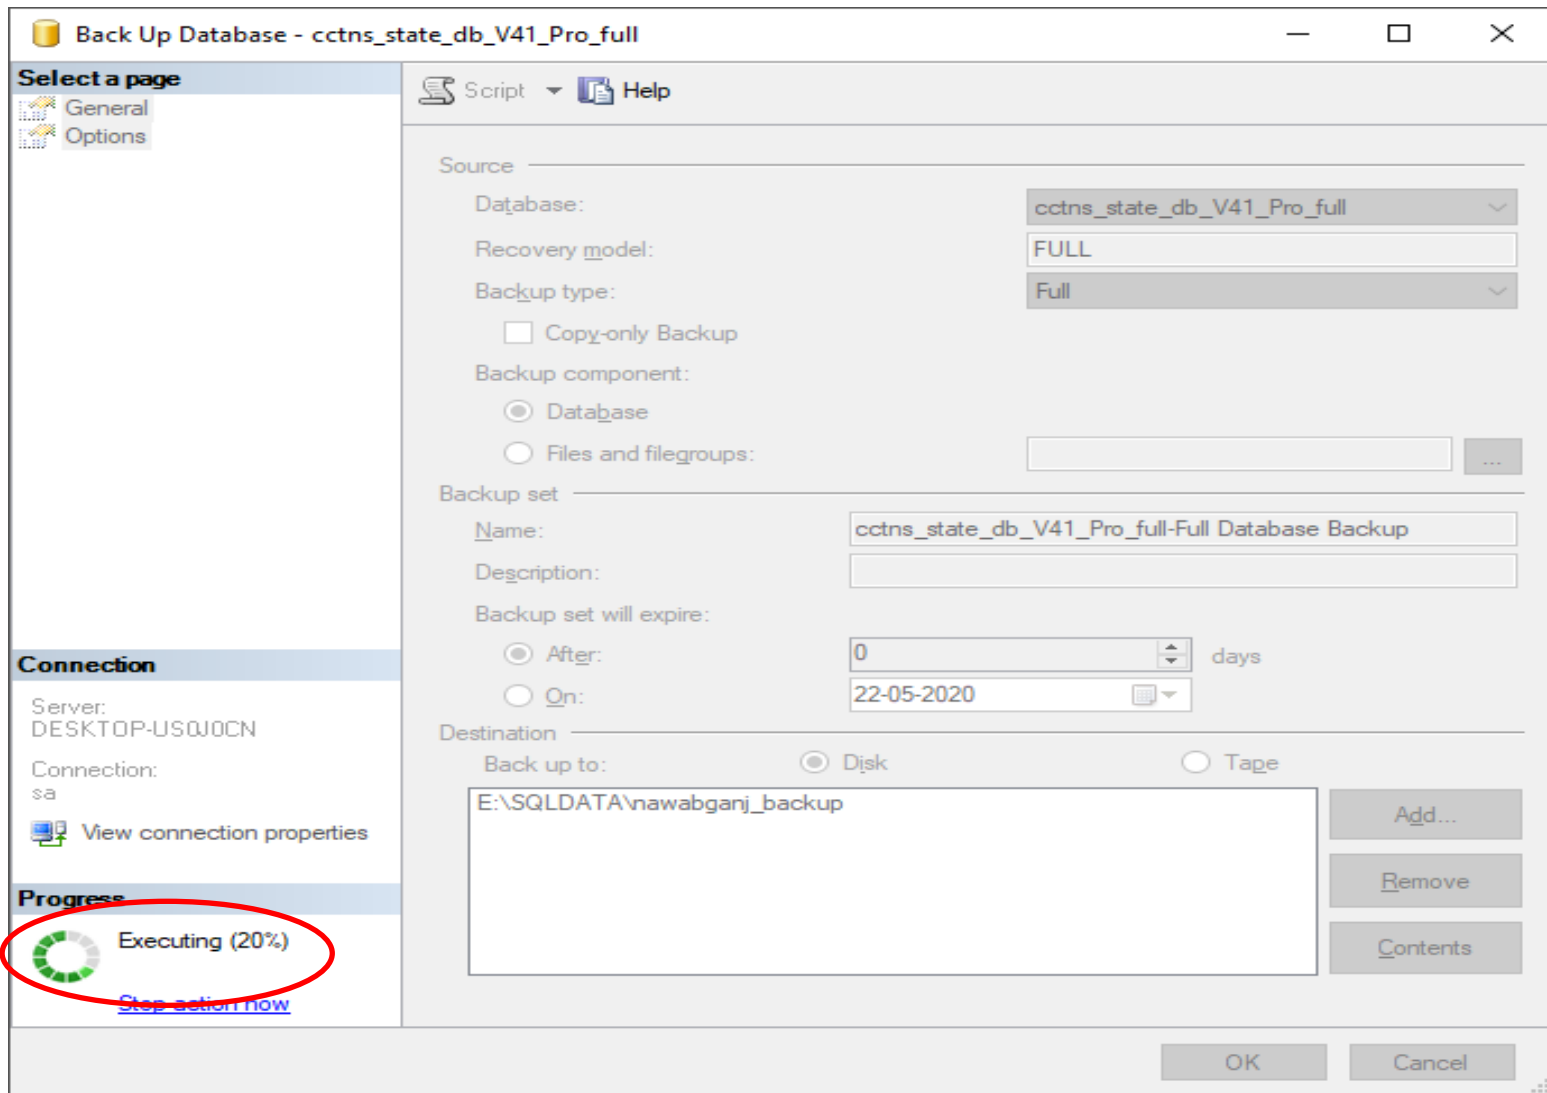 Back Up Database - cctns_state_db_V41_Pro_full
Select a page
General
Options
Script Help
Source
Database: cctns_state_db_V41_Pro_full
Recovery model: FULL
Backup type: Full
Copy-only Backup
Backup component:
Database
Files and filegroups: ...
Backup set
Name: cctns_state_db_V41_Pro_full-Full Database Backup
Description:
Backup set will expire:
After: 0 days
On: 22-05-2020
Destination
Back up to: Disk Tape
E:\SQLDATA\nawabganj_backup
Add...
Remove
Contents
Connection
Server:
DESKTOP-US0J0CN
Connection:
sa
View connection properties
Progress
Executing (20%)
Stop action now
OK Cancel